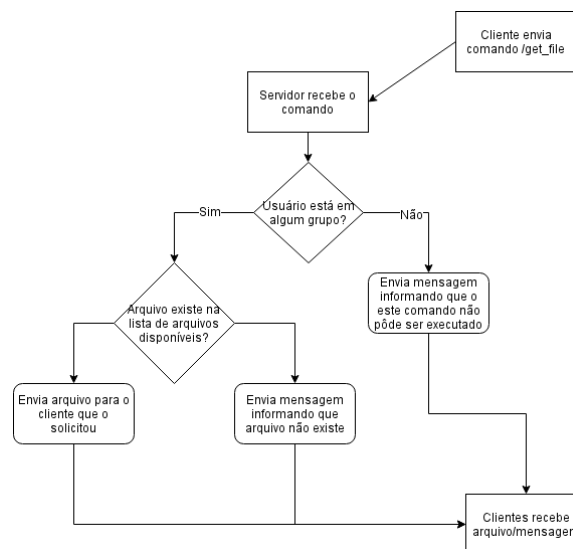 Cliente envia
comando /get_file
Servidor recebe o
comando
Usuário está em
algum grupo?
Sim
Não
Envia mensagem
informando que o
este comando não
pôde ser executado
Arquivo existe na
lista de arquivos
disponíveis?
Envia arquivo para o
cliente que o
solicitou
Envia mensagem
informando que
arquivo não existe
Clientes recebe
arquivo/mensagem